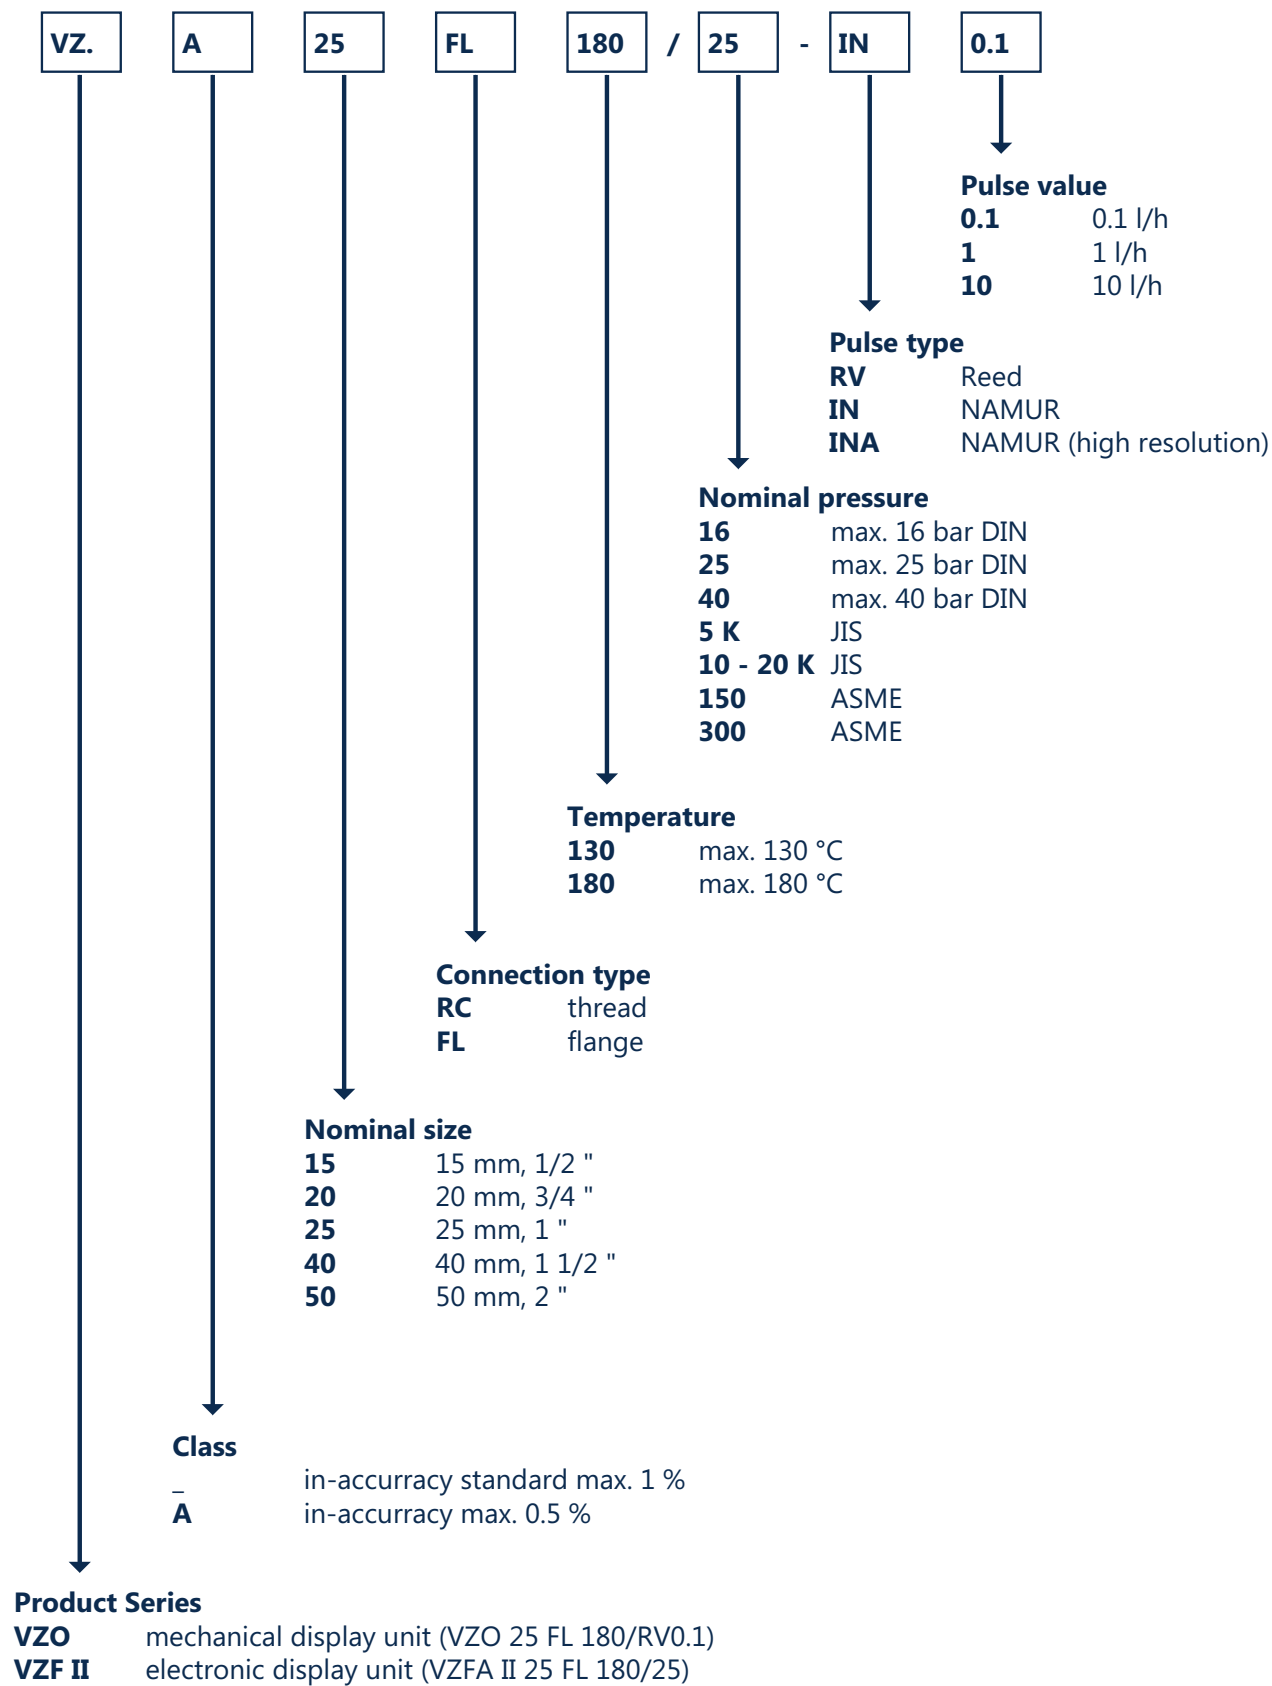 VZ. A 25 FL 180 / 25 - IN 0.1
Pulse value
0.1 0.1 l/h
1 1 l/h
10 10 l/h
Pulse type
RV Reed
IN NAMUR
INA NAMUR (high resolution)
Nominal pressure
16 max. 16 bar DIN
25 max. 25 bar DIN
40 max. 40 bar DIN
5 K JIS
10 - 20 K JIS
150 ASME
300 ASME
Temperature
130 max. 130 °C
180 max. 180 °C
Connection type
RC thread
FL flange
Nominal size
15 15 mm, 1/2 "
20 20 mm, 3/4 "
25 25 mm, 1 "
40 40 mm, 1 1/2 "
50 50 mm, 2 "
Class
_ in-accurracy standard max. 1 %
A in-accurracy max. 0.5 %
Product Series
VZO mechanical display unit (VZO 25 FL 180/RV0.1)
VZF II electronic display unit (VZFA II 25 FL 180/25)